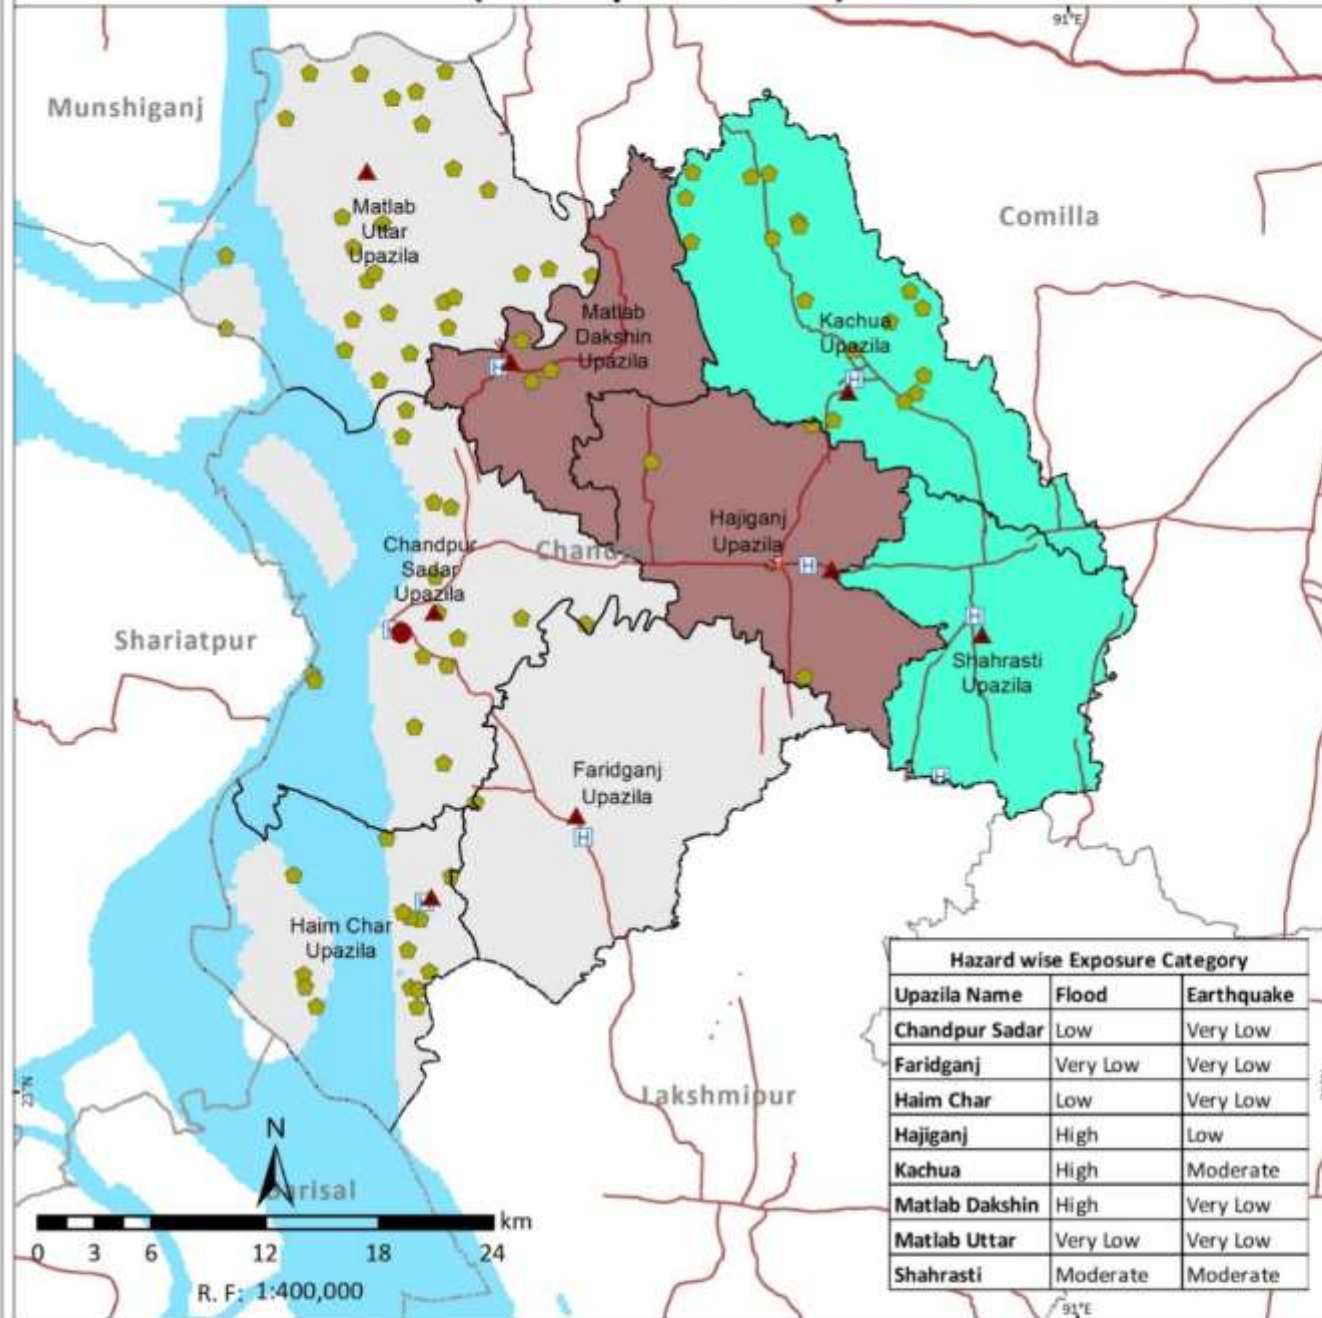 91°E
Munshiganj
Comilla
Matlab
Uttar
Upazila
Matlab
Dakshin
Upazila
Kachua
Upazila
H
H
Hajiganj
Upazila
Chandpur
Sadar
Upazila
H
H
Shariatpur
Shahrasti
Upazila
Faridganj
Upazila
H
H
Haim Char
Upazila
Hazard wise Exposure Category
Upazila Name Flood Earthquake
Chandpur Sadar Low Very Low
Faridganj Very Low Very Low
Haim Char Low Very Low
Hajiganj High Low
Kachua High Moderate
Matlab Dakshin High Very Low
Matlab Uttar Very Low Very Low
Shahrasti Moderate Moderate
23°N
Lakshmipur
N
Barisal
km
0 3 6 12 18 24
R. F: 1:400,000
91°E